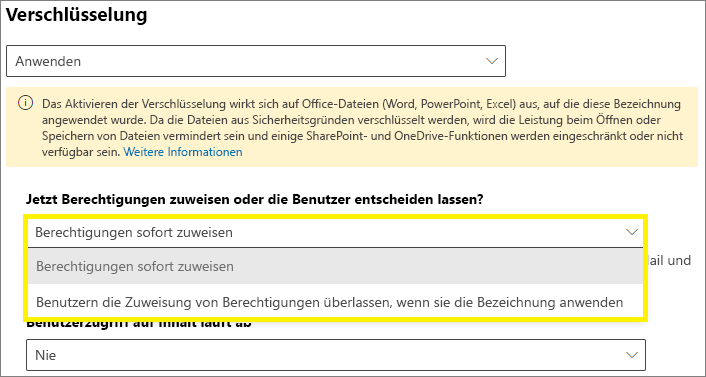 Verschlüsselung
Anwenden
Das Aktivieren der Verschlüsselung wirkt sich auf Office-Dateien (Word, PowerPoint, Excel) aus, auf die diese Bezeichnung
angewendet wurde. Da die Dateien aus Sicherheitsgründen verschlüsselt werden, wird die Leistung beim Öffnen oder
Speichern von Dateien vermindert sein und einige SharePoint- und OneDrive-Funktionen werden eingeschränkt oder nicht
verfügbar sein. Weitere Informationen
Jetzt Berechtigungen zuweisen oder die Benutzer entscheiden lassen?
Berechtigungen sofort zuweisen
Berechtigungen sofort zuweisen
ail und
Benutzern die Zuweisung von Berechtigungen überlassen, wenn sie die Bezeichnung anwenden
Benutzerzugriff auf Inhalt läuft ab
Nie